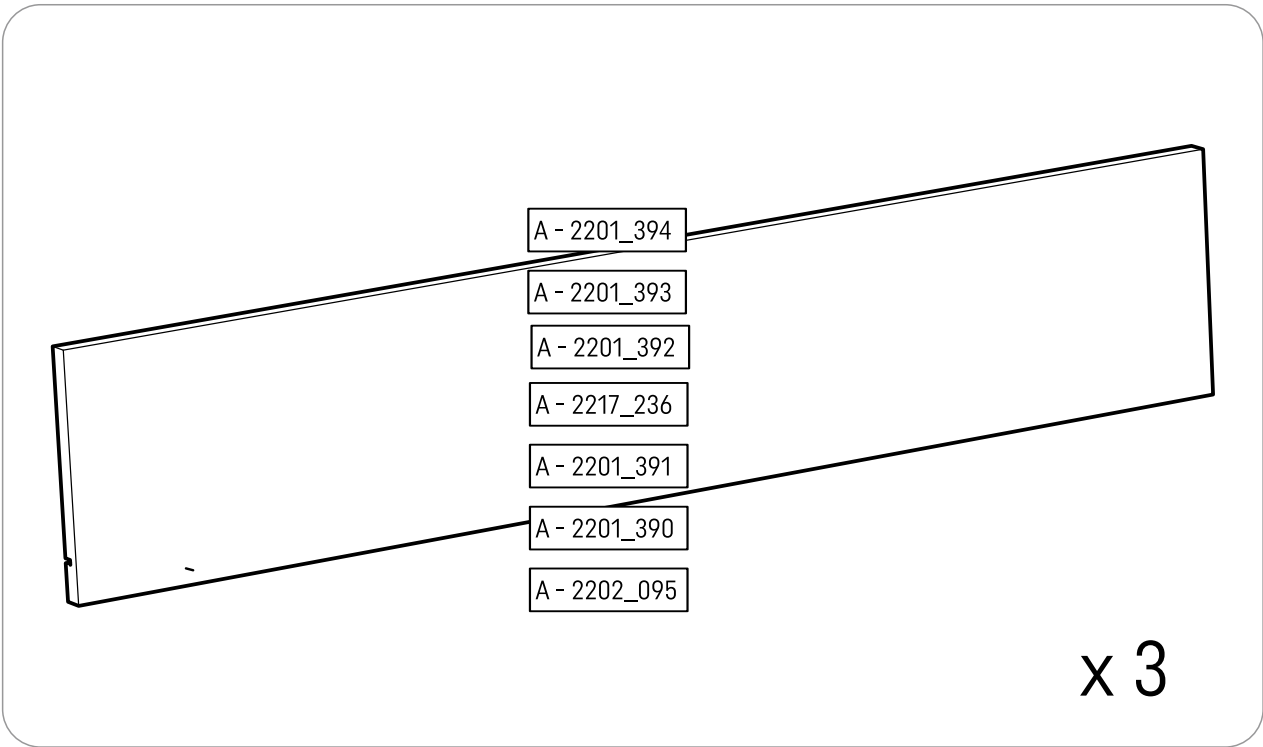 A - 2201_394
A - 2201_393
A - 2201_392
A - 2217_236
A - 2201_391
A - 2201_390
A - 2202_095
x 3